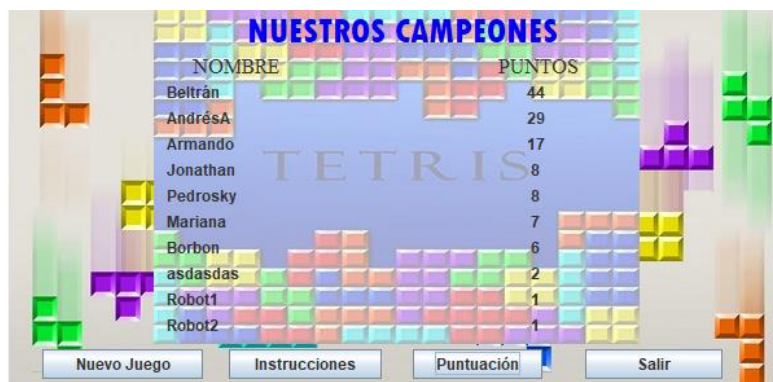 NUESTROS CAMPEONES
NOMBRE PUNTOS
Beltrán 44
AndrésA 29
Armando 17
TETRIS
Jonathan 8
Pedrosky 8
Mariana 7
Borbon 6
asdasdas 2
Robot1 1
Robot2 1
Nuevo Juego Instrucciones Puntuación Salir